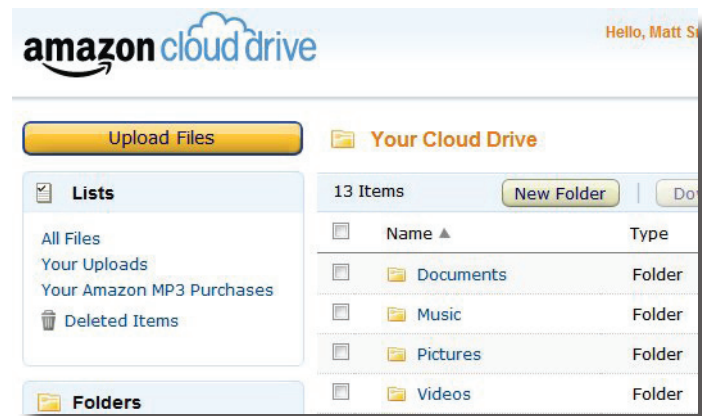 amazon cloud drive
Hello, Matt
Upload Files
Your Cloud Drive
Lists
13 Items
New Folder
All Files
Name
Type
Your Uploads
Your Amazon MP3 Purchases
Deleted Items
Documents
Folder
Music
Folder
Pictures
Folder
Videos
Folder
Folders